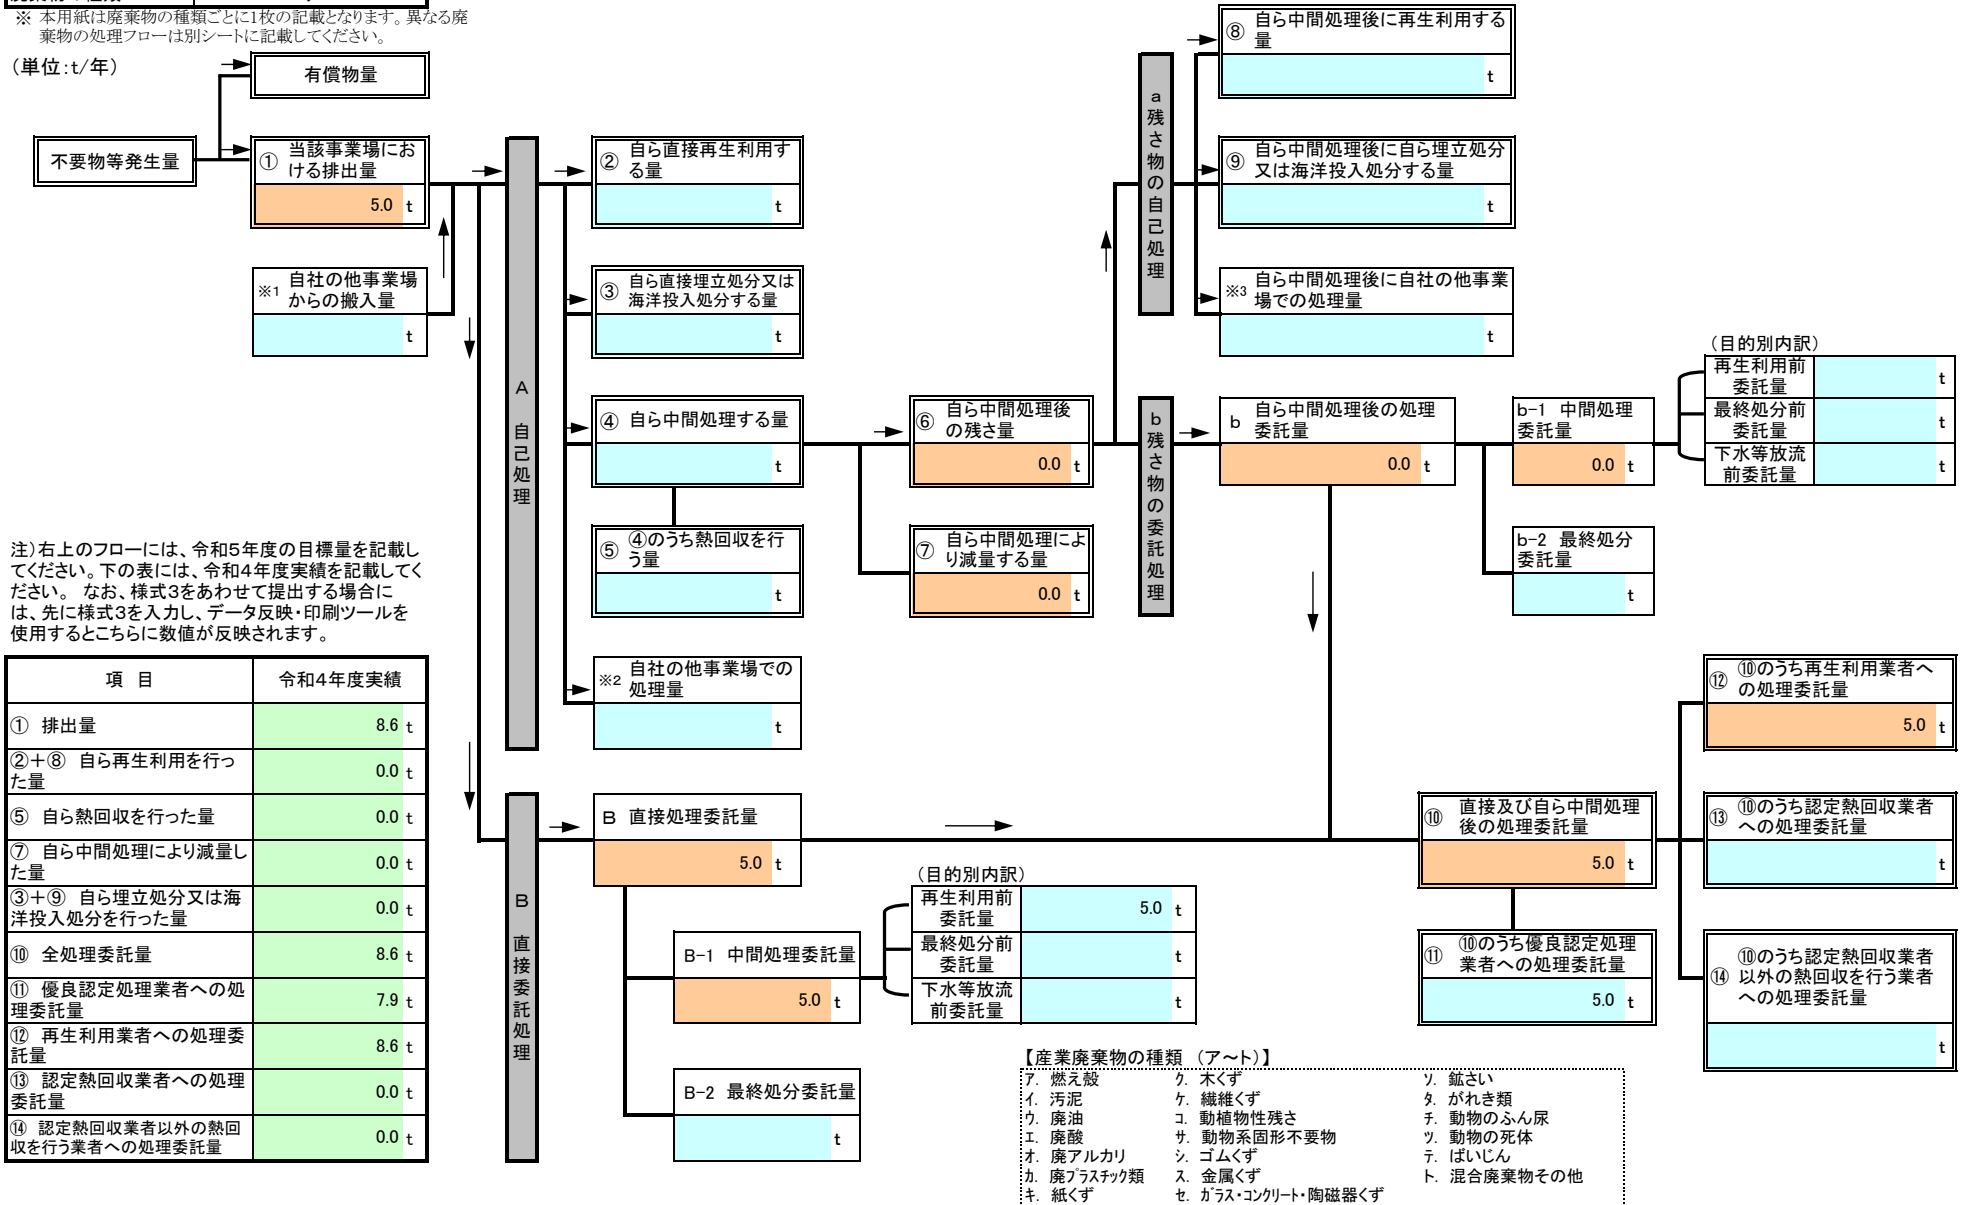 ※ 本用紙は廃棄物の種類ごとに1枚の記載となります。異なる廃
棄物の処理フローは別シートに記載してください。
（単位:t/年）
有償物量
不要物等発生量
① 当該事業場にお
ける排出量
5.0 t
※1 自社の他事業場
からの搬入量
t
A 自己処理
② 自ら直接再生利用す
る量
t
③ 自ら直接埋立処分又は
海洋投入処分する量
t
④ 自ら中間処理する量
t
⑤ ④のうち熱回収を行
う量
t
※2 自社の他事業場での
処理量
t
⑥ 自ら中間処理後
の残さ量
0.0 t
⑦ 自ら中間処理によ
り減量する量
0.0 t
a 残さ物の自己処理
⑧ 自ら中間処理後に再生利用する
量
t
⑨ 自ら中間処理後に自ら埋立処分
又は海洋投入処分する量
t
※3 自ら中間処理後に自社の他事業
場での処理量
t
b 残さ物の委託処理
b 自ら中間処理後の処理
委託量
0.0 t
b-1 中間処理
委託量
0.0 t
（目的別内訳）
再生利用前
委託量
t
最終処分前
委託量
t
下水等放流
前委託量
t
b-2 最終処分
委託量
t
注）右上のフローには、令和５年度の目標量を記載し
てください。下の表には、令和４年度実績を記載してく
ださい。 なお、様式３をあわせて提出する場合に
は、先に様式３を入力し、データ反映・印刷ツールを
使用するとこちらに数値が反映されます。
項 目 令和４年度実績
① 排出量 8.6 t
②＋⑧ 自ら再生利用を行っ
た量 0.0 t
⑤ 自ら熱回収を行った量 0.0 t
⑦ 自ら中間処理により減量し
た量 0.0 t
③＋⑨ 自ら埋立処分又は海
洋投入処分を行った量 0.0 t
⑩ 全処理委託量 8.6 t
⑪ 優良認定処理業者への処
理委託量 7.9 t
⑫ 再生利用業者への処理委
託量 8.6 t
⑬ 認定熱回収業者への処理
委託量 0.0 t
⑭ 認定熱回収業者以外の熱回
収を行う業者への処理委託量 0.0 t
B 直接委託処理
B 直接処理委託量
5.0 t
B-1 中間処理委託量
5.0 t
（目的別内訳）
再生利用前
委託量
5.0 t
最終処分前
委託量
t
下水等放流
前委託量
t
B-2 最終処分委託量
t
⑩ 直接及び自ら中間処理
後の処理委託量
5.0 t
⑪ ⑩のうち優良認定処理
業者への処理委託量
5.0 t
⑫ ⑩のうち再生利用業者へ
の処理委託量
5.0 t
⑬ ⑩のうち認定熱回収業者
への処理委託量
t
⑭ ⑩のうち認定熱回収業者
以外の熱回収を行う業者
への処理委託量
t
【産業廃棄物の種類 （ア～ト）】
ア. 燃え殻 ク. 木くず ソ. 鉱さい
イ. 汚泥 ケ. 繊維くず タ. がれき類
ウ. 廃油 コ. 動植物性残さ チ. 動物のふん尿
エ. 廃酸 サ. 動物系固形不要物 ツ. 動物の死体
オ. 廃アルカリ シ. ゴムくず テ. ばいじん
カ. 廃プラスチック類 ス. 金属くず ト. 混合廃棄物その他
キ. 紙くず セ. ガラス・コンクリート・陶磁器くず